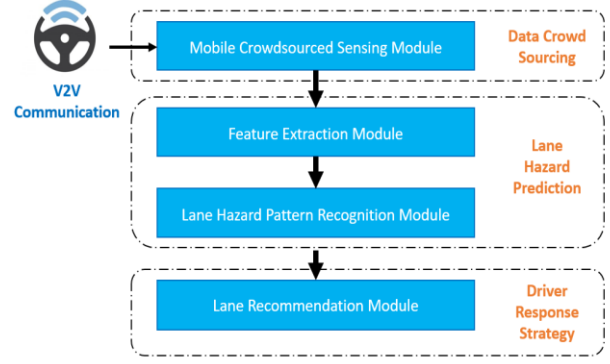 Mobile Crowdsourced Sensing Module
Data Crowd
Sourcing
V2V
Communication
Feature Extraction Module
Lane
Hazard
Prediction
Lane Hazard Pattern Recognition Module
Lane Recommendation Module
Driver
Response
Strategy